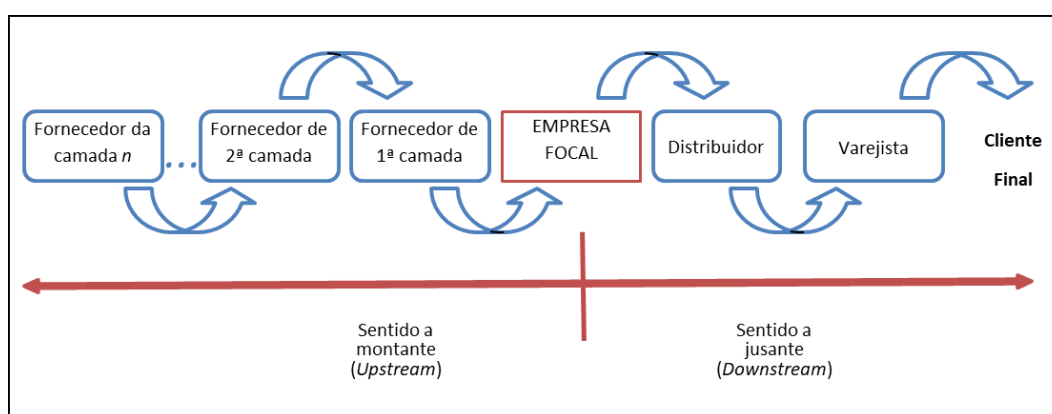 Fornecedor da
camada n
...
Fornecedor de
2ª camada
Fornecedor de
1ª camada
EMPRESA
FOCAL
Distribuidor
Varejista
Cliente
Final
Sentido a
montante
(Upstream)
Sentido a
jusante
(Downstream)